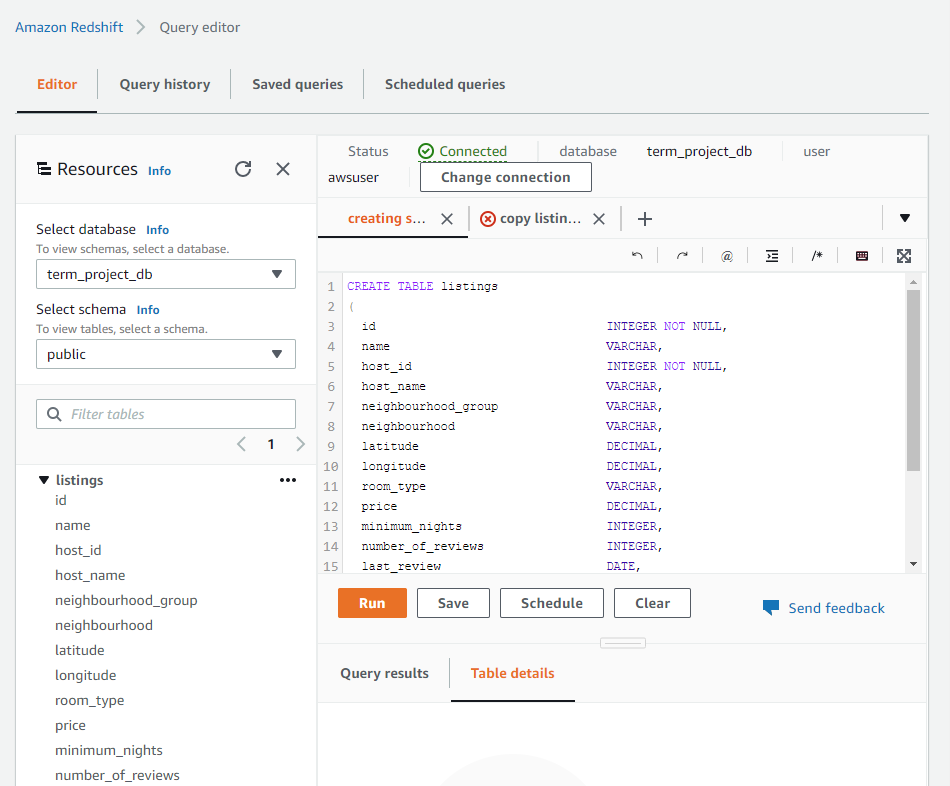 Amazon Redshift > Query editor
Editor Query history Saved queries Scheduled queries
Resources Info
Select database Info
To view schemas, select a database.
term_project_db
Select schema Info
To view tables, select a schema.
public
Filter tables
1
listings
id
name
host_id
host_name
neighbourhood_group
neighbourhood
latitude
longitude
room_type
price
minimum_nights
number_of_reviews
Status Connected database term_project_db user
awsuser Change connection
creating s... copy listin...
@ /*
1 CREATE TABLE listings
2 (
3 id INTEGER NOT NULL,
4 name VARCHAR,
5 host_id INTEGER NOT NULL,
6 host_name VARCHAR,
7 neighbourhood_group VARCHAR,
8 neighbourhood VARCHAR,
9 latitude DECIMAL,
10 longitude DECIMAL,
11 room_type VARCHAR,
12 price DECIMAL,
13 minimum_nights INTEGER,
14 number_of_reviews INTEGER,
15 last_review DATE,
Run Save Schedule Clear Send feedback
Query results Table details